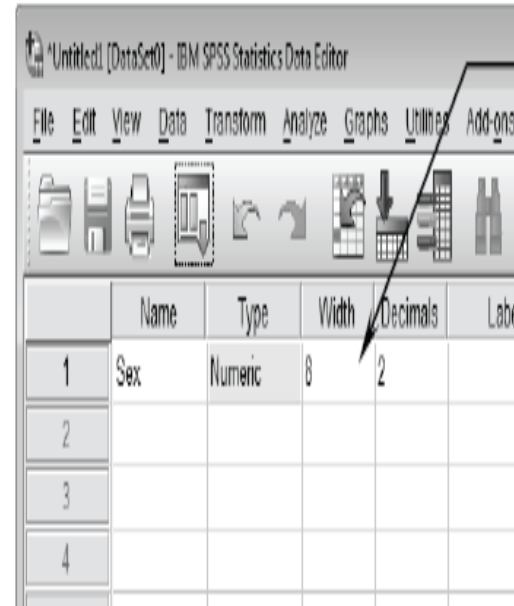 *Untitled1 [DataSet0] - IBM SPSS Statistics Data Editor
File Edit View Data Transform Analyze Graphs Utilities Add-ons
Name Type Width Decimals Labe
1 Sex Numeric 8 2
2
3
4